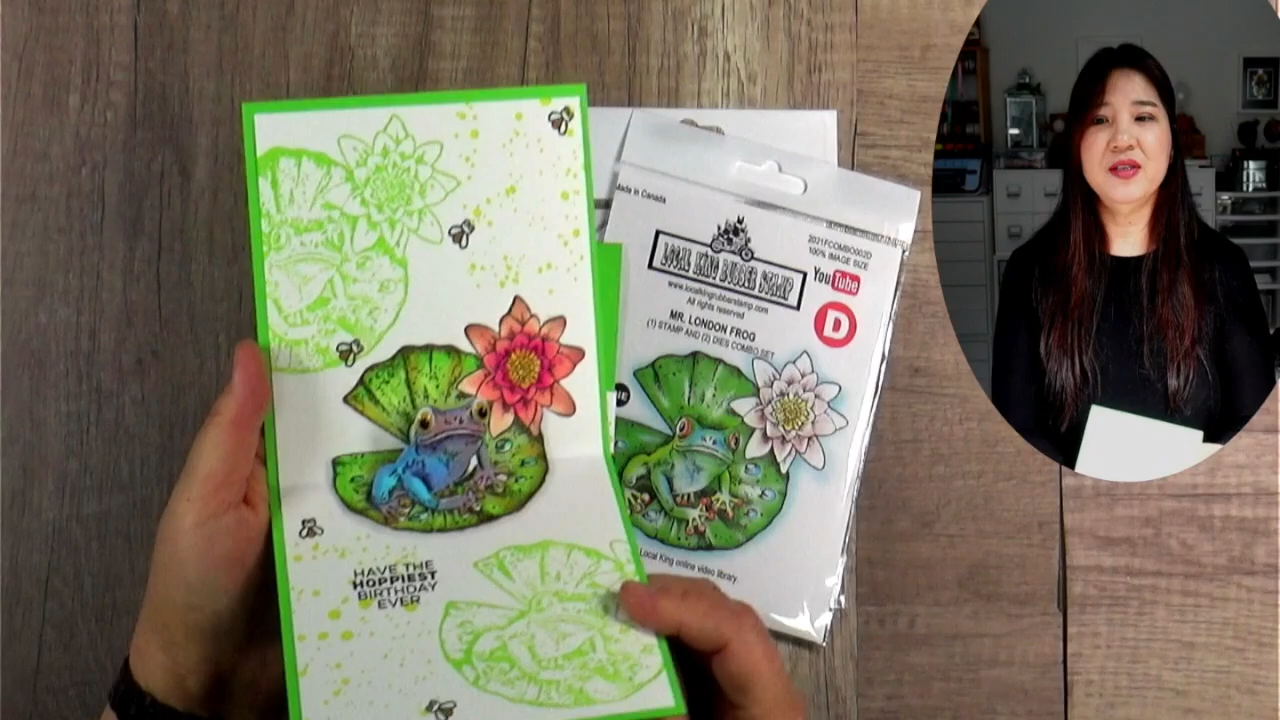 HAVE THE
HOPPIEST
BIRTHDAY
EVER
Made in Canada
LOCAL KING RUBBER STAMP
www.localkingrubberstamp.com
All rights reserved
MR. LONDON FROG
(1) STAMP AND (2) DIES COMBO SET
2021FCOMBO002D
100% IMAGE SIZE
YouTube
D
Local King online video library.